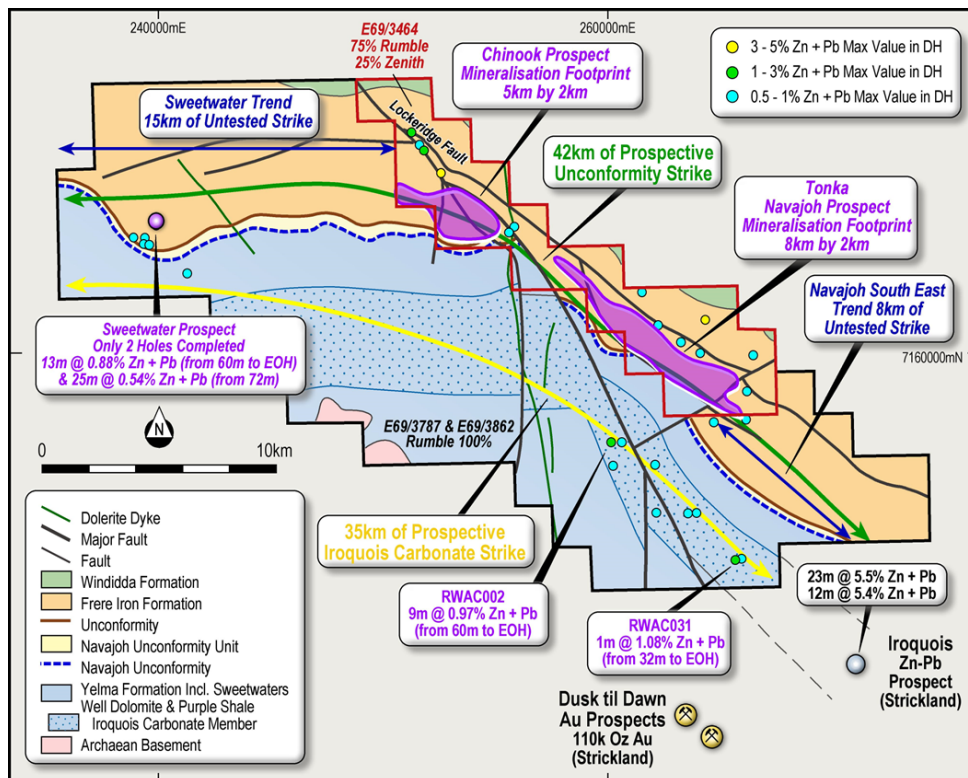 240000mE
260000mE
E69/3464
75% Rumble
25% Zenith
Chinook Prospect
Mineralisation Footprint
5km by 2km
3 - 5% Zn + Pb Max Value in DH
1 - 3% Zn + Pb Max Value in DH
0.5 - 1% Zn + Pb Max Value in DH
Sweetwater Trend
15km of Untested Strike
Lockeridge Fault
42km of Prospective
Unconformity Strike
Tonka
Navajoh Prospect
Mineralisation Footprint
8km by 2km
Navajoh South East
Trend 8km of
Untested Strike
Sweetwater Prospect
Only 2 Holes Completed
13m @ 0.88% Zn + Pb (from 60m to EOH)
& 25m @ 0.54% Zn + Pb (from 72m)
7160000mN
N
0
10km
E69/3787 & E69/3862
Rumble 100%
Dolerite Dyke
Major Fault
Fault
Windidda Formation
Frere Iron Formation
Unconformity
Navajoh Unconformity Unit
Navajoh Unconformity
Yelma Formation Incl. Sweetwaters
Well Dolomite & Purple Shale
Iroquois Carbonate Member
Archaean Basement
35km of Prospective
Iroquois Carbonate Strike
RWAC002
9m @ 0.97% Zn + Pb
(from 60m to EOH)
RWAC031
1m @ 1.08% Zn + Pb
(from 32m to EOH)
23m @ 5.5% Zn + Pb
12m @ 5.4% Zn + Pb
Iroquois
Zn-Pb
Prospect
(Strickland)
Dusk til Dawn
Au Prospects
110k Oz Au
(Strickland)